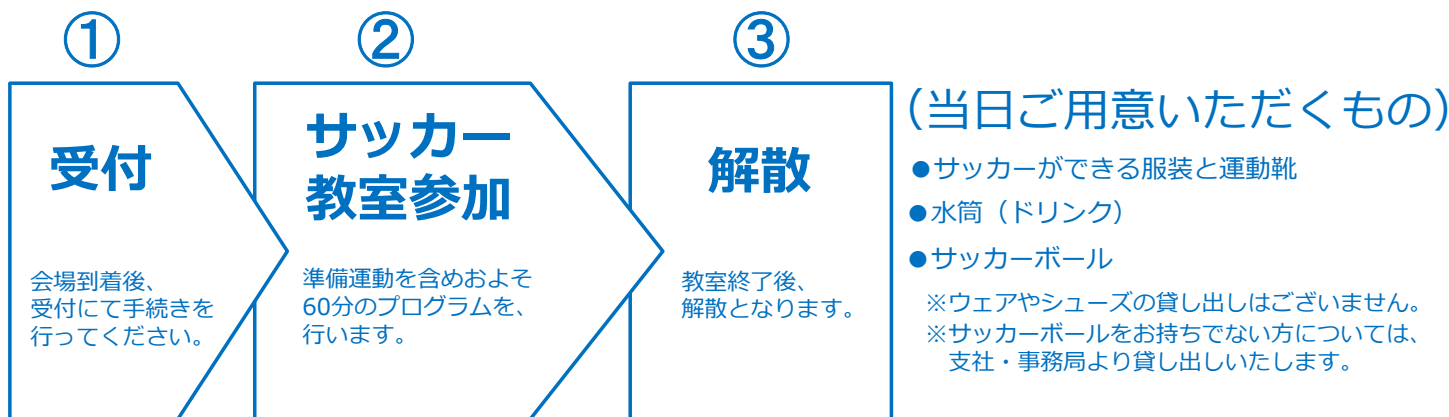 ①
受付
会場到着後、
受付にて手続きを
行ってください。
②
サッカー
教室参加
準備運動を含めおよそ
60分のプログラムを、
行います。
③
解散
教室終了後、
解散となります。
（当日ご用意いただくもの）
●サッカーができる服装と運動靴
●水筒（ドリンク）
●サッカーボール
※ウェアやシューズの貸し出しはございません。
※サッカーボールをお持ちでない方については、
支社・事務局より貸し出しいたします。